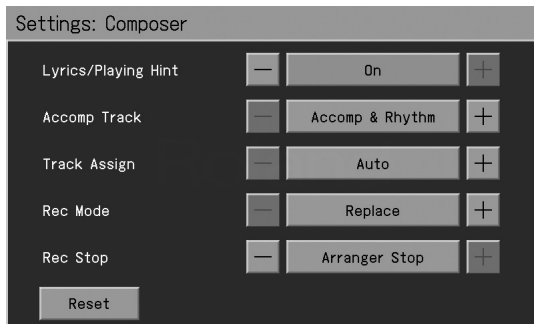 Settings: Composer
Lyrics/Playing Hint — On +
Accomp Track — Accomp & Rhythm +
Track Assign — Auto +
Rec Mode — Replace +
Rec Stop — Arranger Stop +
Reset